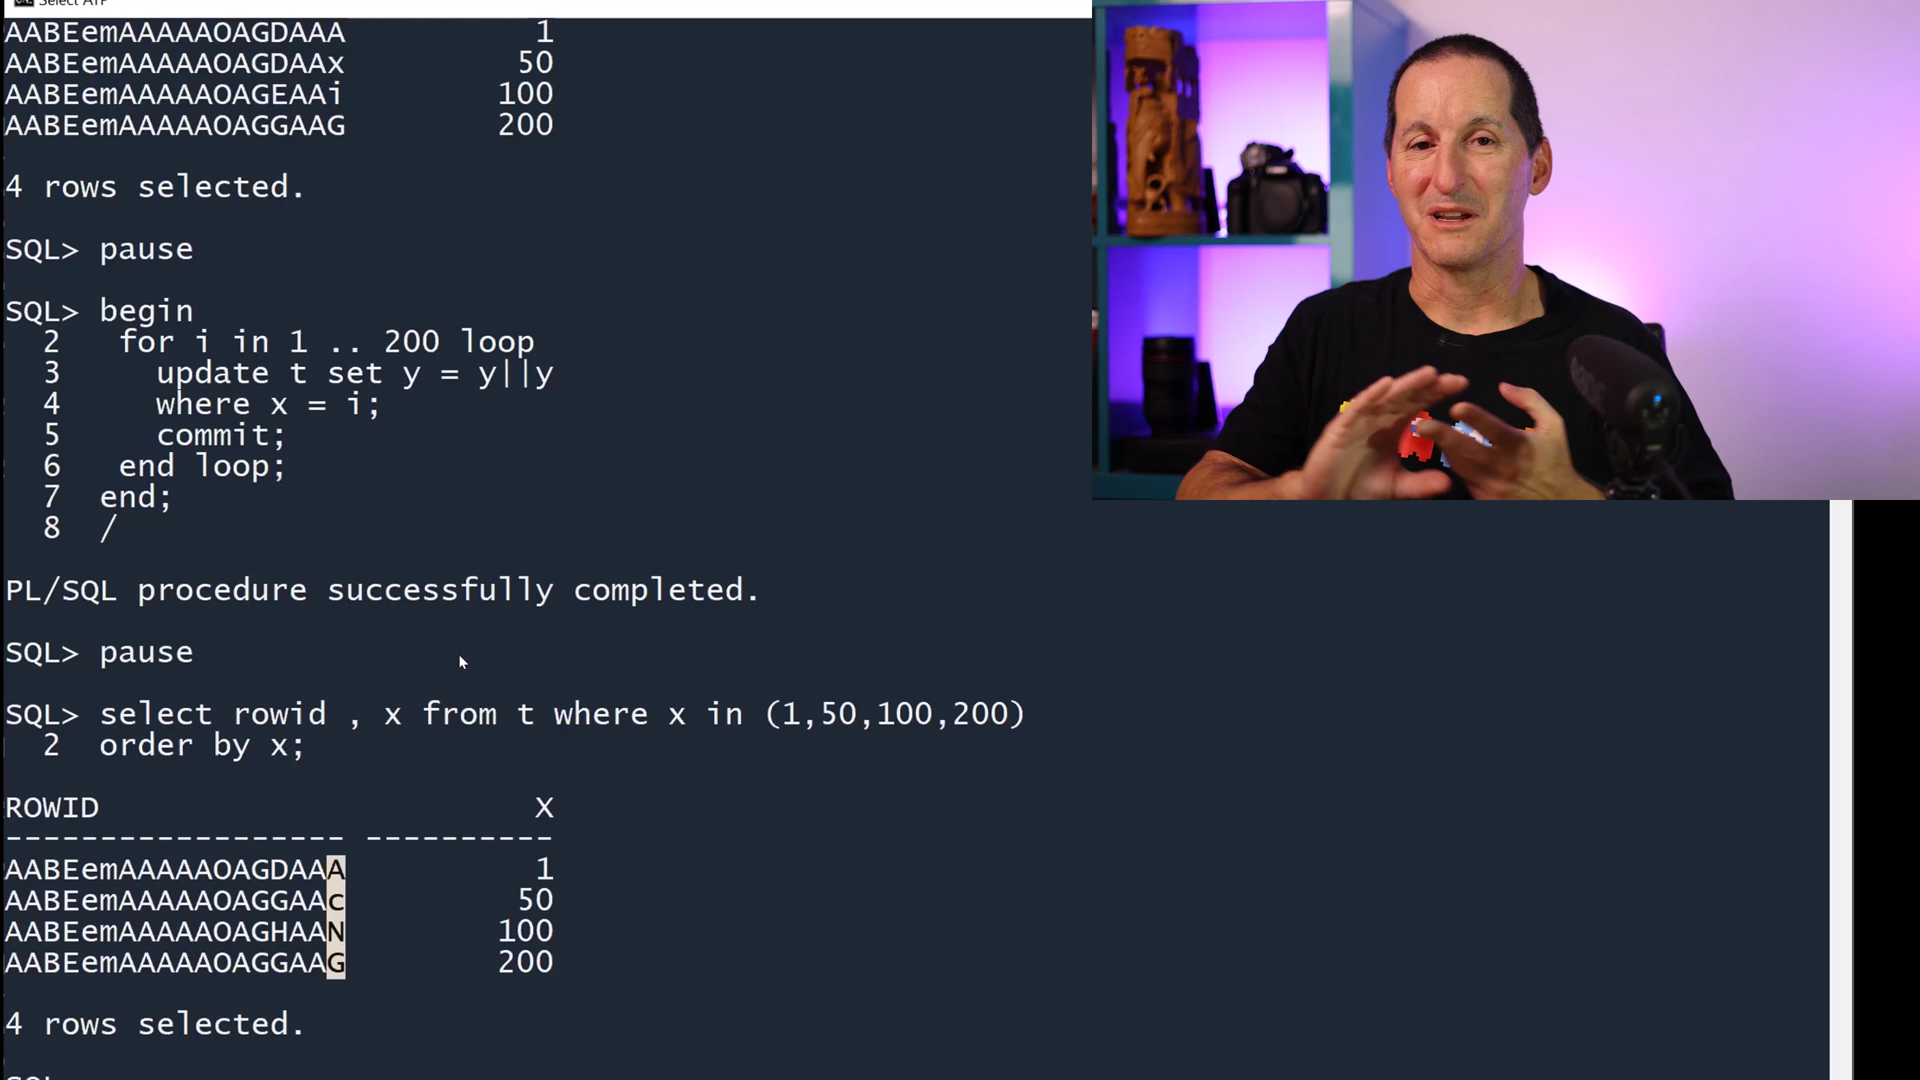 Select ATP
AABEemAAAAAOAGDAAA 1
AABEemAAAAAOAGDAAx 50
AABEemAAAAAOAGEAAi 100
AABEemAAAAAOAGGAAG 200
4 rows selected.
SQL> pause
SQL> begin
2 for i in 1 .. 200 loop
3 update t set y = y||y
4 where x = i;
5 commit;
6 end loop;
7 end;
8 /
PL/SQL procedure successfully completed.
SQL> pause
SQL> select rowid , x from t where x in (1,50,100,200)
2 order by x;
ROWID X
------------------ ----------
AABEemAAAAAOAGDAAA 1
AABEemAAAAAOAGGAAc 50
AABEemAAAAAOAGHAAN 100
AABEemAAAAAOAGGAAG 200
4 rows selected.